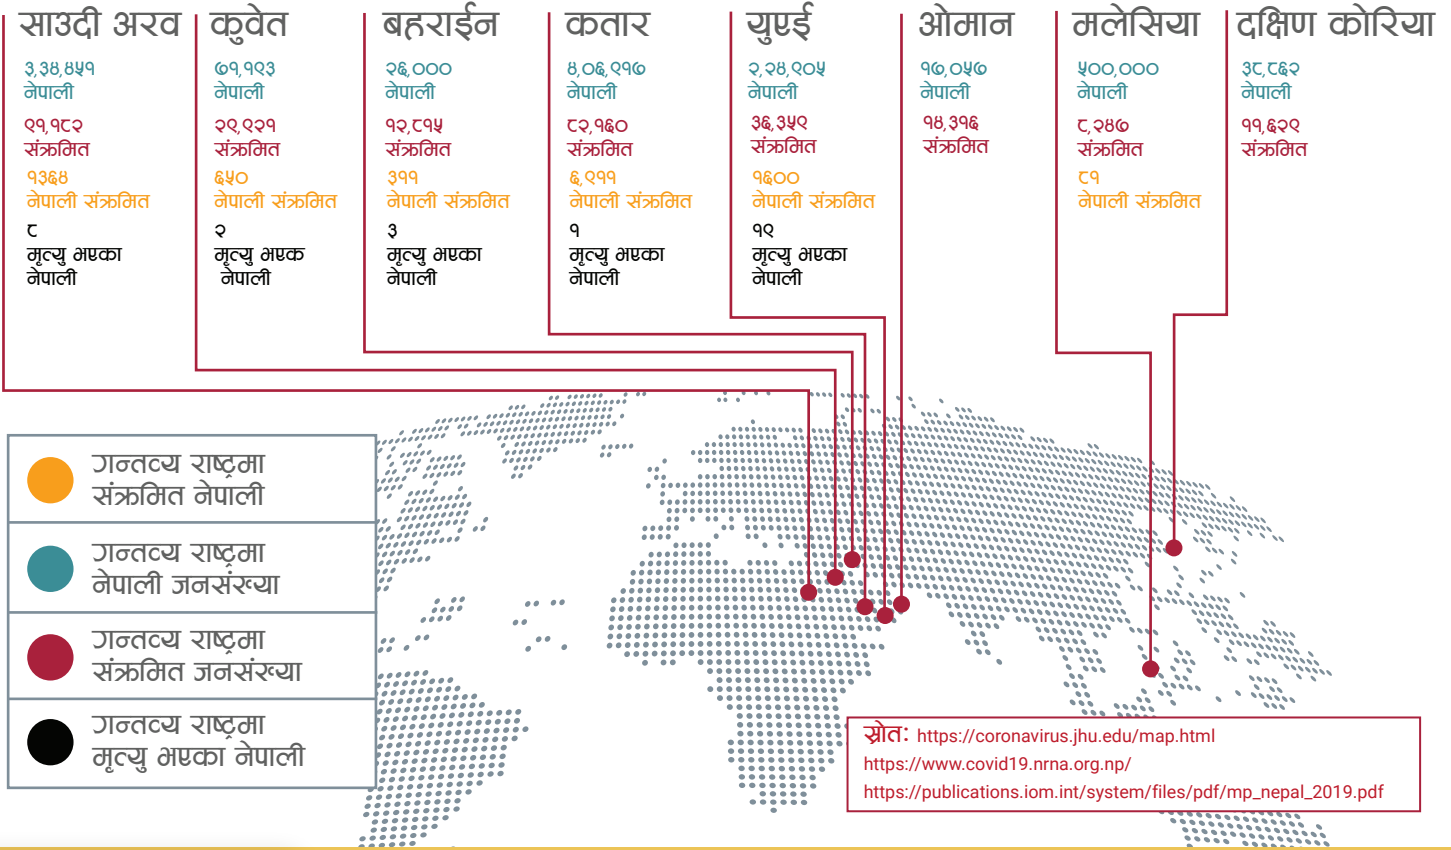 साउदी अरव
३,३४,४५१
नेपाली
९१,१८२
संक्रमित
१३६४
नेपाली संक्रमित
८
मृत्यु भएका
नेपाली
कुवेत
७१,१९३
नेपाली
२९,९२१
संक्रमित
६५०
नेपाली संक्रमित
२
मृत्यु भएक
नेपाली
बहराईन
२६,०००
नेपाली
१२,८१५
संक्रमित
३११
नेपाली संक्रमित
३
मृत्यु भएका
नेपाली
कतार
४,०६,९१७
नेपाली
८२,१६०
संक्रमित
६,९११
नेपाली संक्रमित
१
मृत्यु भएका
नेपाली
युएई
२,२४,९०५
नेपाली
३६,३५९
संक्रमित
१६००
नेपाली संक्रमित
१९
मृत्यु भएका
नेपाली
ओमान
१७,०५७
नेपाली
१४,३१६
संक्रमित
मलेसिया
५००,०००
नेपाली
८,२४७
संक्रमित
८१
नेपाली संक्रमित
दक्षिण कोरिया
३८,८६२
नेपाली
११,६२९
संक्रमित
गन्तव्य राष्ट्रमा
संक्रमित नेपाली
गन्तव्य राष्ट्रमा
नेपाली जनसंख्या
गन्तव्य राष्ट्रमा
संक्रमित जनसंख्या
गन्तव्य राष्ट्रमा
मृत्यु भएका नेपाली
स्रोत: https://coronavirus.jhu.edu/map.html
https://www.covid19.nrna.org.np/
https://publications.iom.int/system/files/pdf/mp_nepal_2019.pdf